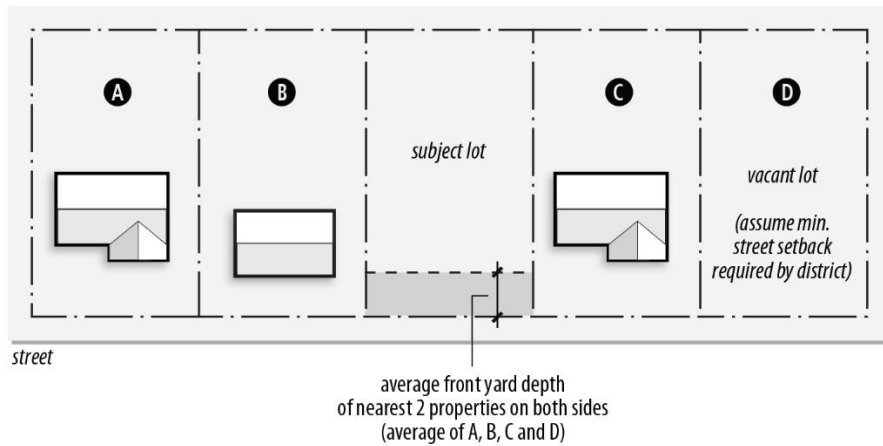 A
B
C
D
subject lot
vacant lot
(assume min.
street setback
required by district)
street
average front yard depth
of nearest 2 properties on both sides
(average of A, B, C and D)